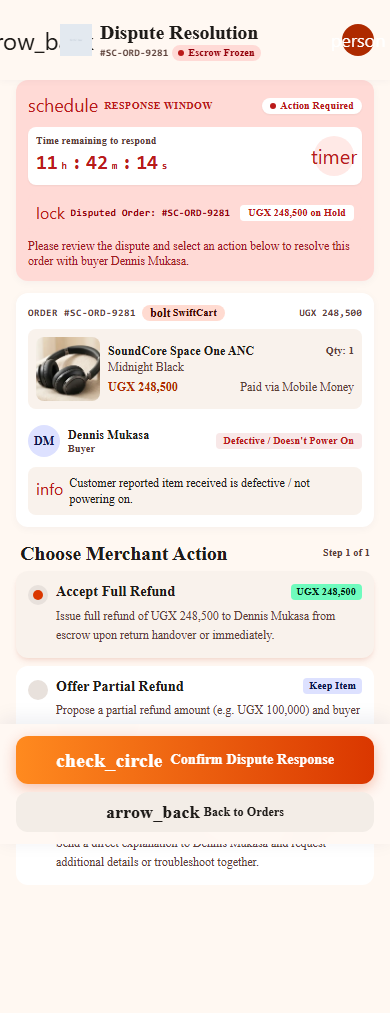 Dispute Resolution
#SC-ORD-9281 Escrow Frozen
person
schedule RESPONSE WINDOW Action Required
Time remaining to respond
11 h : 42 m : 14 s
timer
lock Disputed Order: #SC-ORD-9281 UGX 248,500 on Hold
Please review the dispute and select an action below to resolve this
order with buyer Dennis Mukasa.
ORDER #SC-ORD-9281 bolt SwiftCart UGX 248,500
SoundCore Space One ANC Qty: 1
Midnight Black
UGX 248,500 Paid via Mobile Money
DM Dennis Mukasa
Buyer
Defective / Doesn't Power On
info Customer reported item received is defective / not
powering on.
Choose Merchant Action Step 1 of 1
Accept Full Refund UGX 248,500
Issue full refund of UGX 248,500 to Dennis Mukasa from
escrow upon return handover or immediately.
Offer Partial Refund Keep Item
Propose a partial refund amount (e.g. UGX 100,000) and buyer
check_circle Confirm Dispute Response
arrow_back Back to Orders
Send a direct explanation to Dennis Mukasa and request
additional details or troubleshoot together.